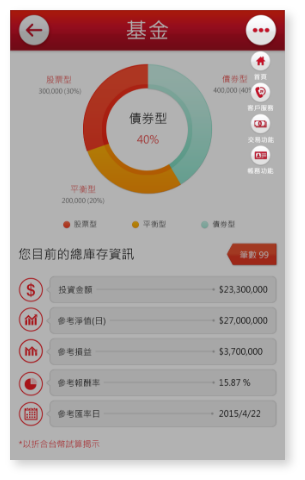 基金
首頁
股票型
300,000 (30%)
債券型
400,000 (40%)
帳戶服務
債券型
40%
交易功能
帳務功能
平衡型
200,000 (20%)
股票型
平衡型
債券型
您目前的總庫存資訊
筆數 99
投資金額
$23,300,000
參考淨值(日)
$27,000,000
參考損益
$3,700,000
參考報酬率
15.87 %
參考匯率日
2015/4/22
*以折合台幣試算揭示